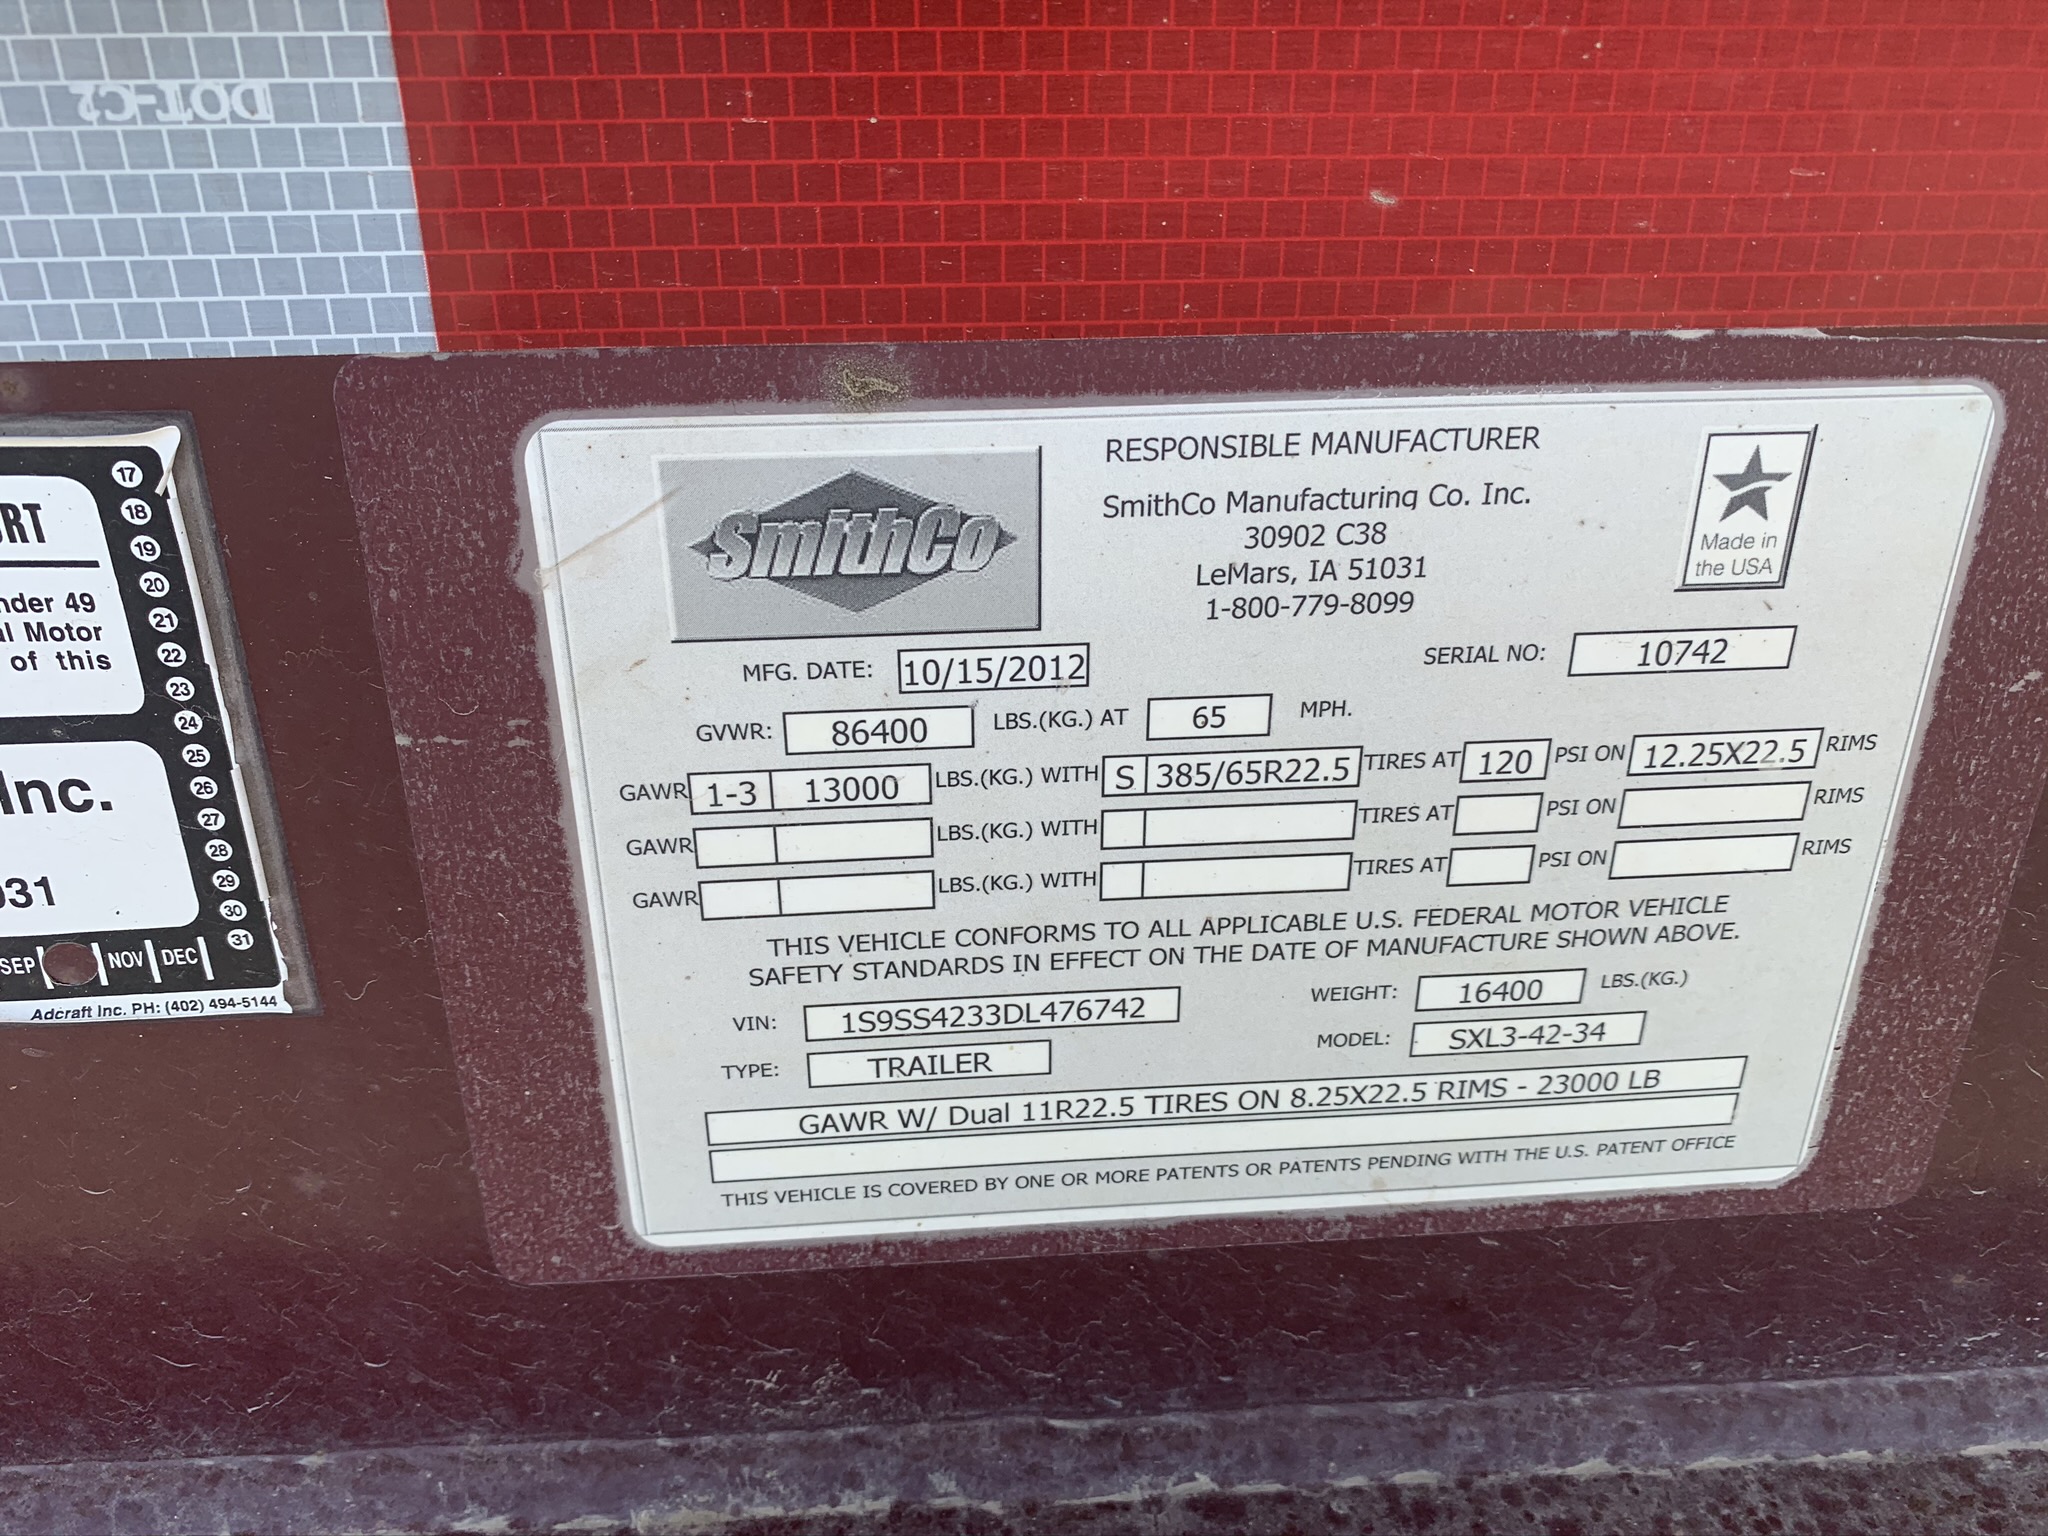 DOT-C2
17
18
19
20
21
22
23
24
25
26
27
28
29
30
31
RT
nder 49
al Motor
of this
Inc.
031
SEP NOV DEC
Adcraft Inc. PH: (402) 494-5144
SmithCo
RESPONSIBLE MANUFACTURER
SmithCo Manufacturing Co. Inc.
30902 C38
LeMars, IA 51031
1-800-779-8099
Made in
the USA
MFG. DATE: 10/15/2012 SERIAL NO: 10742
GVWR: 86400 LBS.(KG.) AT 65 MPH.
GAWR 1-3 13000 LBS.(KG.) WITH S 385/65R22.5 TIRES AT 120 PSI ON 12.25X22.5 RIMS
GAWR LBS.(KG.) WITH TIRES AT PSI ON RIMS
GAWR LBS.(KG.) WITH TIRES AT PSI ON RIMS
THIS VEHICLE CONFORMS TO ALL APPLICABLE U.S. FEDERAL MOTOR VEHICLE
SAFETY STANDARDS IN EFFECT ON THE DATE OF MANUFACTURE SHOWN ABOVE.
VIN: 1S9SS4233DL476742 WEIGHT: 16400 LBS.(KG.)
TYPE: TRAILER MODEL: SXL3-42-34
GAWR W/ Dual 11R22.5 TIRES ON 8.25X22.5 RIMS - 23000 LB
THIS VEHICLE IS COVERED BY ONE OR MORE PATENTS OR PATENTS PENDING WITH THE U.S. PATENT OFFICE